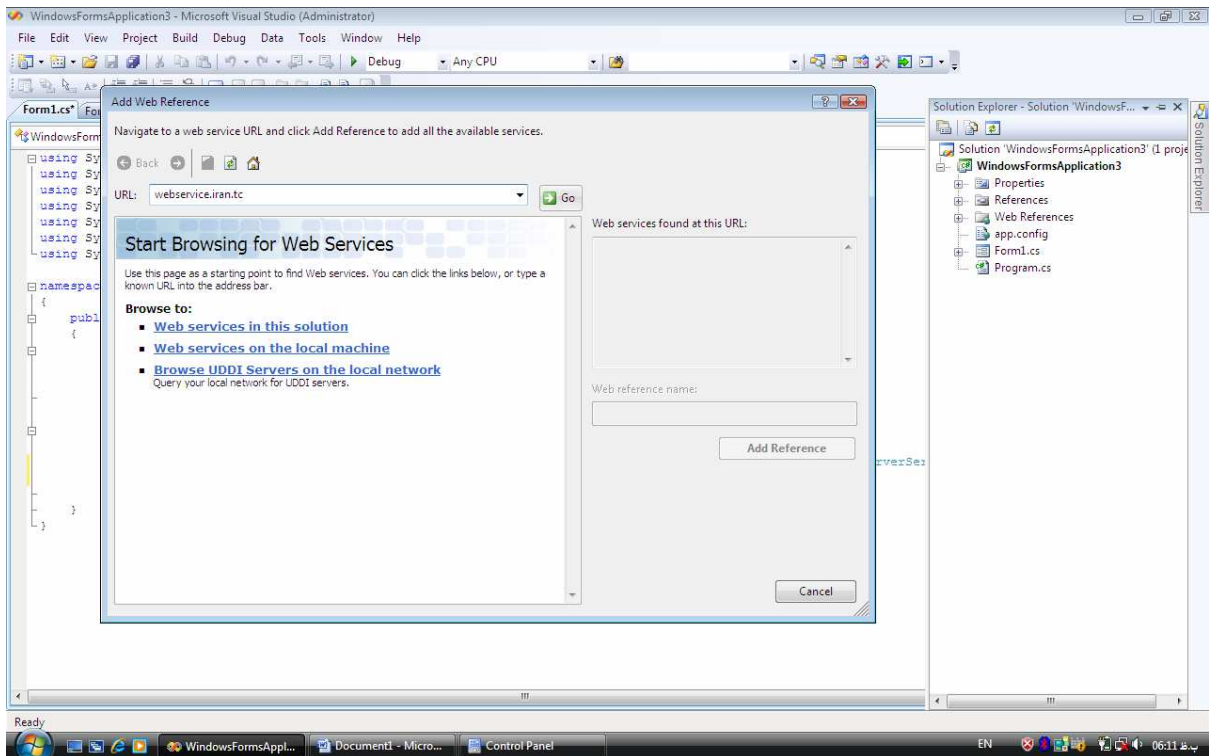 WindowsFormsApplication3 - Microsoft Visual Studio (Administrator)
File Edit View Project Build Debug Data Tools Window Help
Debug Any CPU
Form1.cs*
Add Web Reference
Navigate to a web service URL and click Add Reference to add all the available services.
Back
URL: webservice.iran.tc Go
Start Browsing for Web Services
Use this page as a starting point to find Web services. You can click the links below, or type a
known URL into the address bar.
Browse to:
Web services in this solution
Web services on the local machine
Browse UDDI Servers on the local network
Query your local network for UDDI servers.
Web services found at this URL:
Web reference name:
Add Reference
Cancel
WindowsForm
using Sy
using Sy
using Sy
using Sy
using Sy
using Sy
using Sy
namespac
{
publ
{
rverSer
}
}
Solution Explorer - Solution 'WindowsF...
Solution 'WindowsFormsApplication3' (1 proje
WindowsFormsApplication3
Properties
References
Web References
app.config
Form1.cs
Program.cs
Solution Explorer
Ready
WindowsFormsAppl... Document1 - Micro... Control Panel EN 06:11 ب.ظ